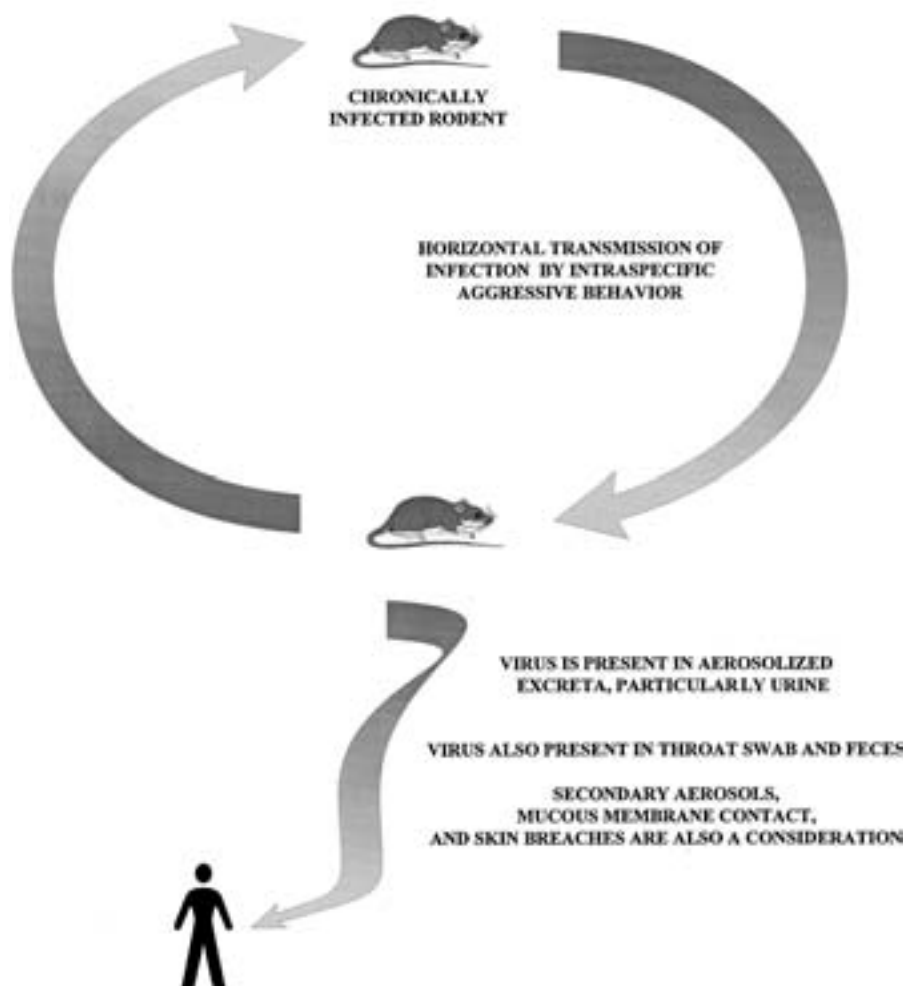 CHRONICALLY
INFECTED RODENT
HORIZONTAL TRANSMISSION OF
INFECTION BY INTRASPECIFIC
AGGRESSIVE BEHAVIOR
VIRUS IS PRESENT IN AEROSOLIZED
EXCRETA, PARTICULARLY URINE
VIRUS ALSO PRESENT IN THROAT SWAB AND FECES
SECONDARY AEROSOLS,
MUCOUS MEMBRANE CONTACT,
AND SKIN BREACHES ARE ALSO A CONSIDERATION